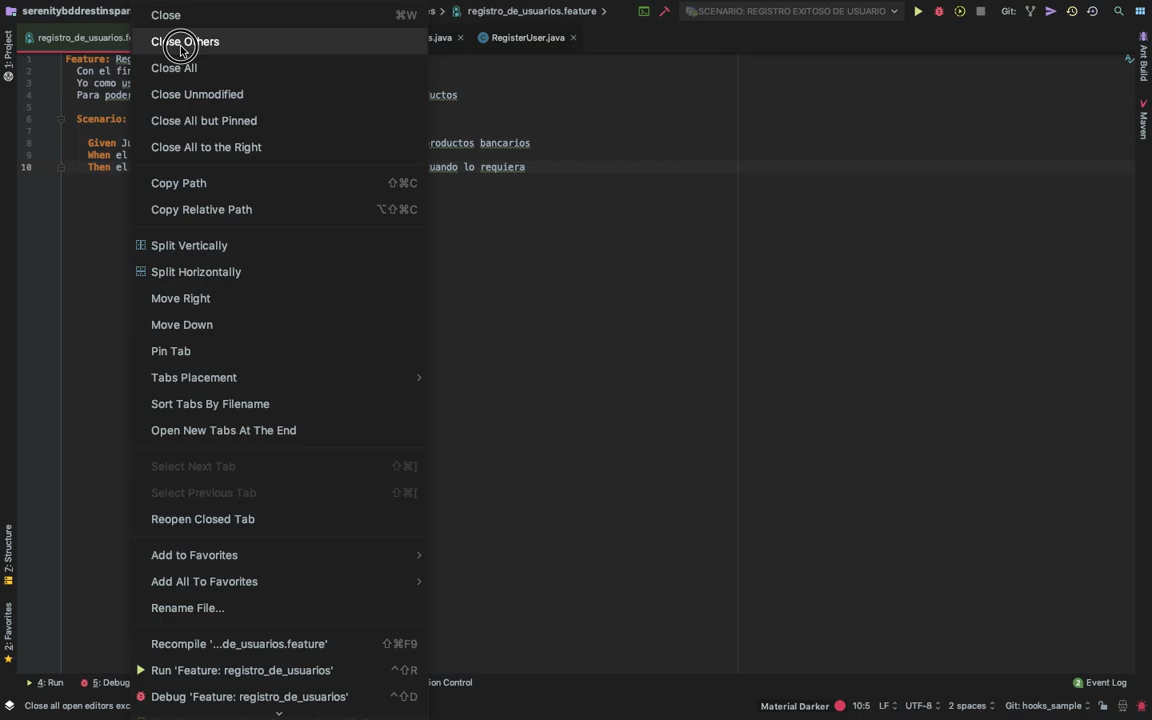 serenitybddrestinspar
registro_de_usuarios.feature
SCENARIO: REGISTRO EXITOSO DE USUARIO
Git:
registro_de_usuarios.f
s.java
RegisterUser.java
1: Project
Ant Build
Maven
Z: Structure
2: Favorites
1 Feature: Reg
2 Con el fi
3 Yo como us
4 Para poder uctos
5
6 Scenario:
7
8 Given Ju roductos bancarios
9 When el
10 Then el uando lo requiera
Close ⌘W
Close Others
Close All
Close Unmodified
Close All but Pinned
Close All to the Right
Copy Path ⇧⌘C
Copy Relative Path ⌥⇧⌘C
Split Vertically
Split Horizontally
Move Right
Move Down
Pin Tab
Tabs Placement
Sort Tabs By Filename
Open New Tabs At The End
Select Next Tab ⇧⌘]
Select Previous Tab ⇧⌘[
Reopen Closed Tab
Add to Favorites
Add All To Favorites
Rename File...
Recompile '...de_usuarios.feature' ⇧⌘F9
Run 'Feature: registro_de_usuarios' ^⇧R
Debug 'Feature: registro_de_usuarios' ^⇧D
4: Run
5: Debug
ion Control
2 Event Log
Close all open editors exc
Material Darker
10:5 LF UTF-8 2 spaces Git: hooks_sample